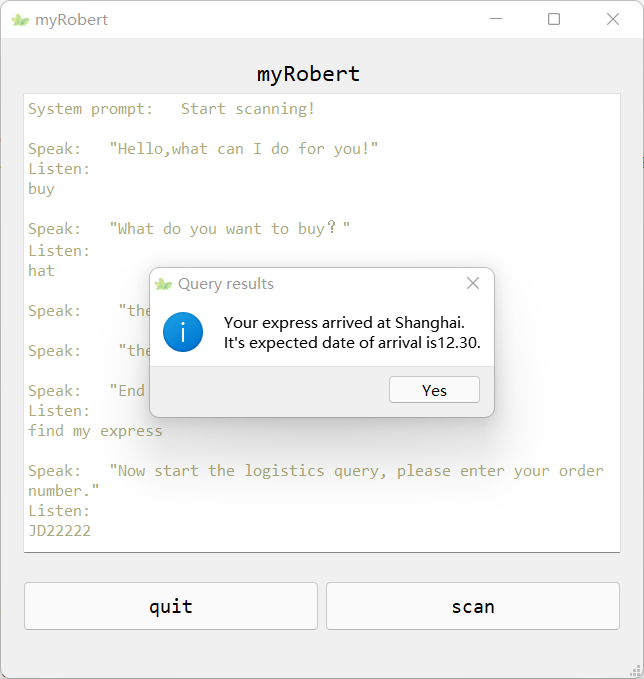 myRobert
myRobert
System prompt:   Start scanning!
Speak:   "Hello,what can I do for you!"
Listen:
buy
Speak:   "What do you want to buy？"
Listen:
hat
Speak:    "the
Speak:    "the
Speak:   "End
Listen:
find my express
Speak:   "Now start the logistics query, please enter your order
number."
Listen:
JD22222
Query results
Your express arrived at Shanghai.
It's expected date of arrival is12.30.
Yes
quit
scan